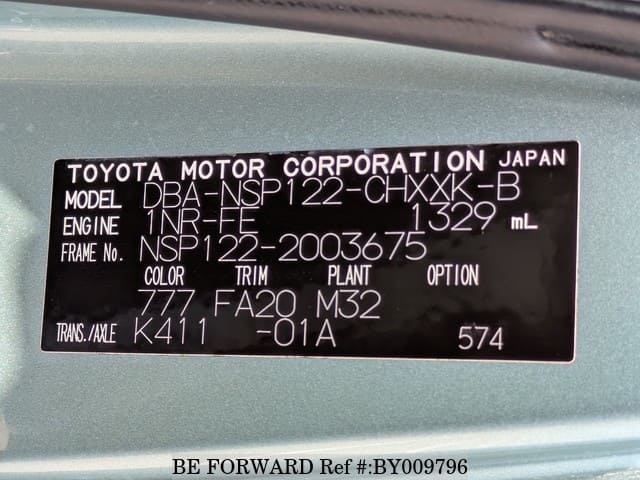 TOYOTA MOTOR CORPORATION JAPAN
MODEL DBA-NSP122-CHXXK-B
ENGINE 1NR-FE 1329 mL
FRAME No. NSP122-2003675
COLOR TRIM PLANT OPTION
777 FA20 M32
TRANS./AXLE K411 -01A 574
BE FORWARD Ref #:BY009796